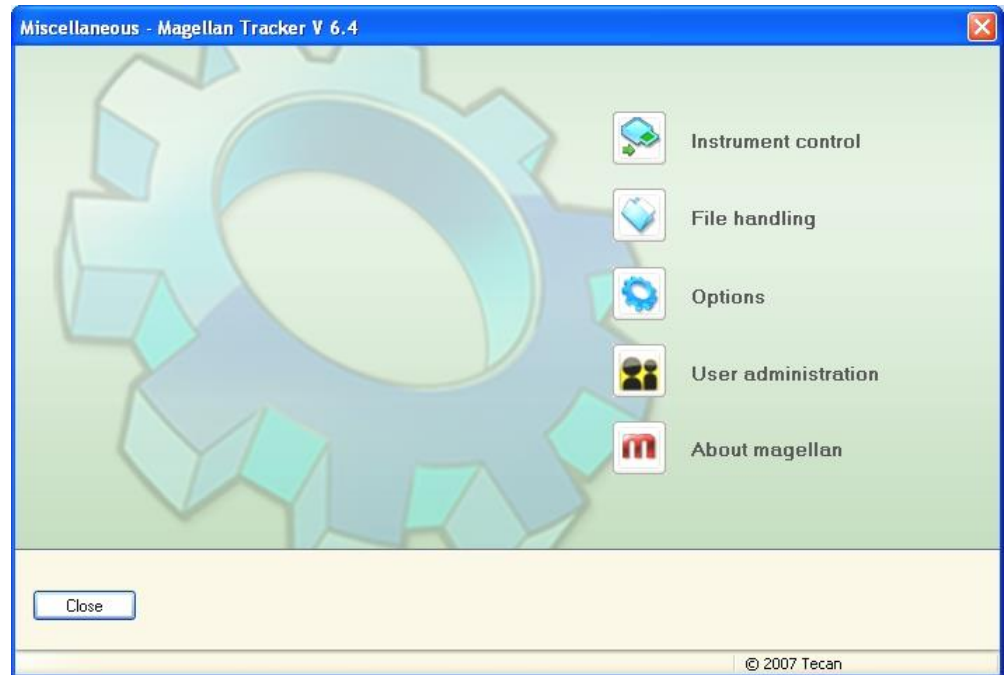 Miscellaneous - Magellan Tracker V 6.4
Instrument control
File handling
Options
User administration
m
About magellan
Close
© 2007 Tecan